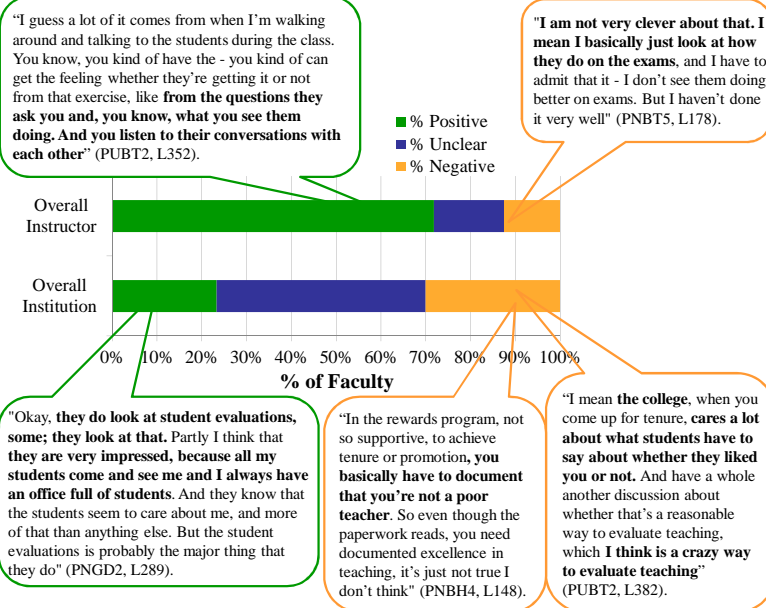 “I guess a lot of it comes from when I’m walking
around and talking to the students during the class.
You know, you kind of have the - you kind of can
get the feeling whether they’re getting it or not
from that exercise, like from the questions they
ask you and, you know, what you see them
doing. And you listen to their conversations with
each other” (PUBT2, L352).
"I am not very clever about that. I
mean I basically just look at how
they do on the exams, and I have to
admit that it - I don’t see them doing
better on exams. But I haven’t done
it very well" (PNBT5, L178).
% Positive
% Unclear
% Negative
Overall
Instructor
Overall
Institution
0% 10% 20% 30% 40% 50% 60% 70% 80% 90% 100%
% of Faculty
"Okay, they do look at student evaluations,
some; they look at that. Partly I think that
they are very impressed, because all my
students come and see me and I always have
an office full of students. And they know that
the students seem to care about me, and more
of that than anything else. But the student
evaluations is probably the major thing that
they do" (PNGD2, L289).
“In the rewards program, not
so supportive, to achieve
tenure or promotion, you
basically have to document
that you’re not a poor
teacher. So even though the
paperwork reads, you need
documented excellence in
teaching, it’s just not true I
don’t think" (PNBH4, L148).
“I mean the college, when you
come up for tenure, cares a lot
about what students have to
say about whether they liked
you or not. And have a whole
another discussion about
whether that’s a reasonable
way to evaluate teaching,
which I think is a crazy way
to evaluate teaching”
(PUBT2, L382).